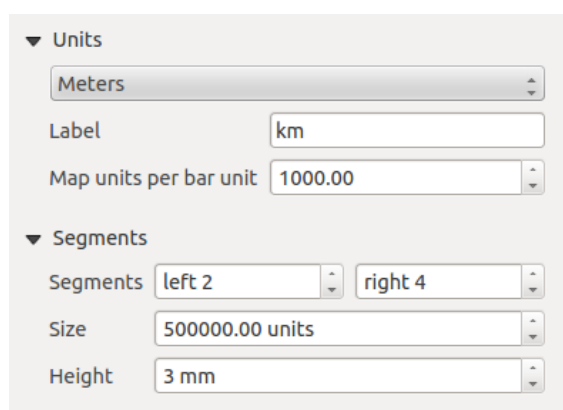 Units
Meters
Label km
Map units per bar unit 1000.00
Segments
Segments left 2 right 4
Size 500000.00 units
Height 3 mm